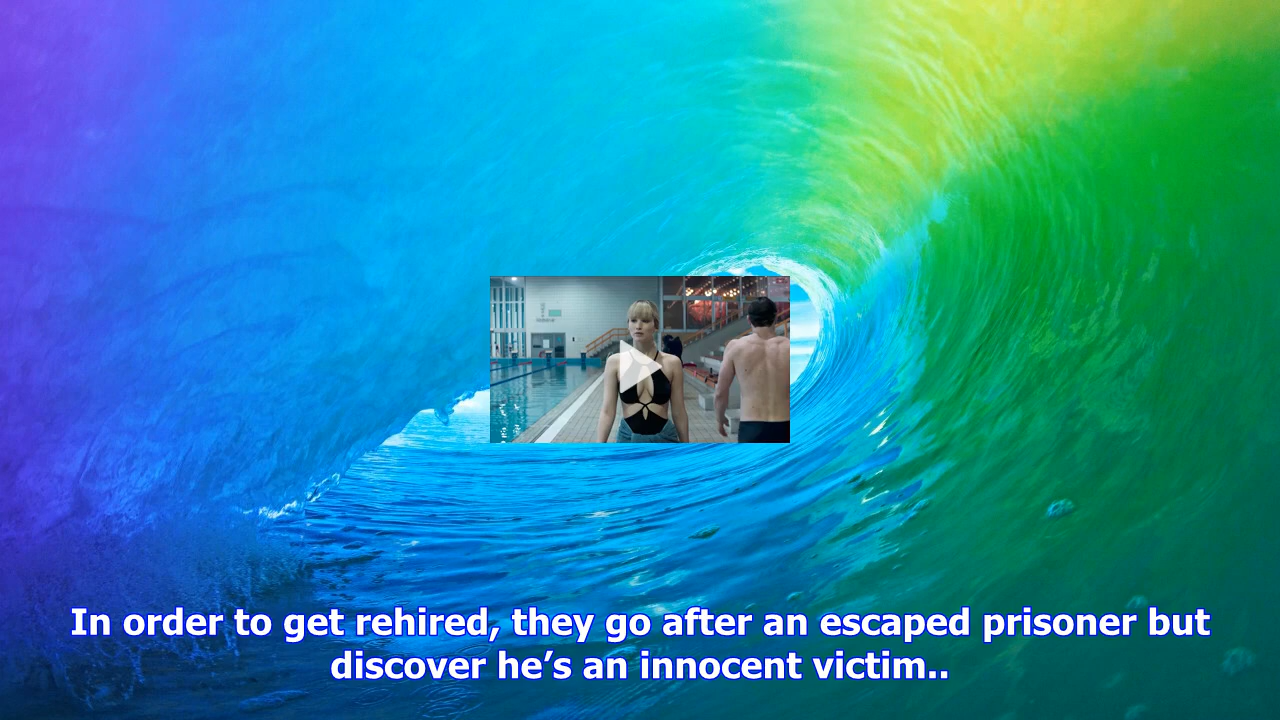 In order to get rehired, they go after an escaped prisoner but
discover he’s an innocent victim..